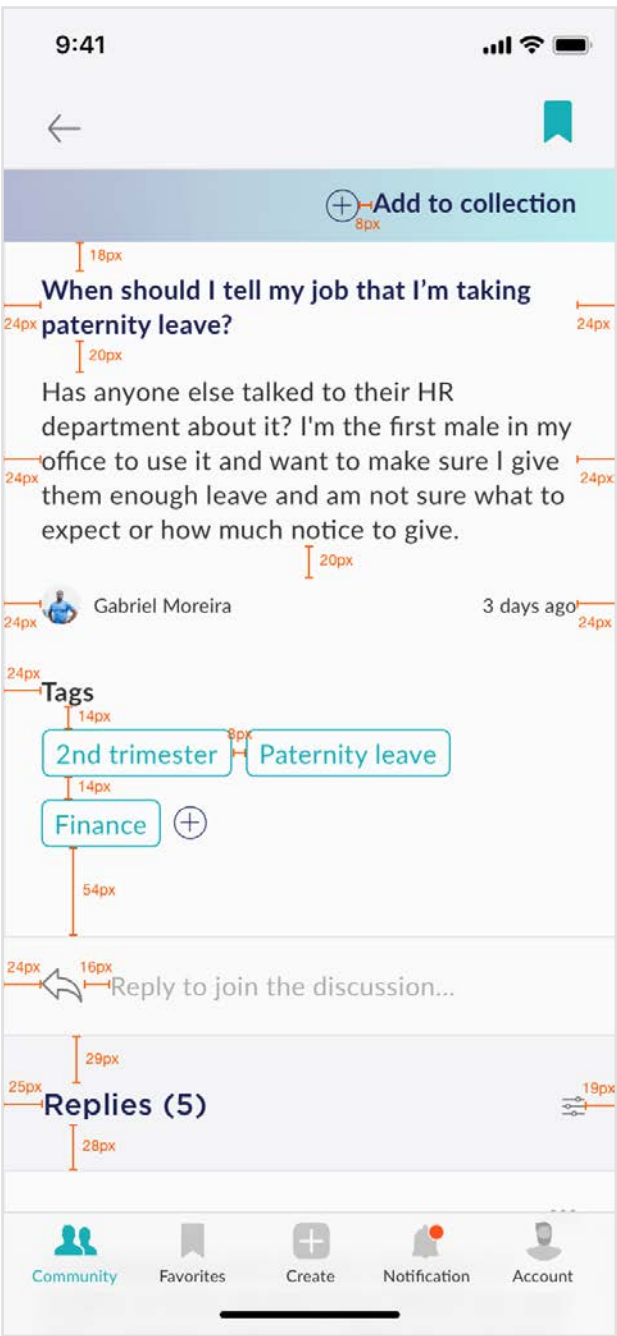 9:41
Add to collection
8px
18px
When should I tell my job that I’m taking
24px paternity leave? 24px
20px
Has anyone else talked to their HR
department about it? I'm the first male in my
office to use it and want to make sure I give
24px 24px
them enough leave and am not sure what to
expect or how much notice to give.
20px
Gabriel Moreira 3 days ago
24px 24px
24px
Tags
14px
8px
2nd trimester Paternity leave
14px
Finance
54px
24px 16px
Reply to join the discussion...
29px
25px 19px
Replies (5)
28px
Community Favorites Create Notification Account